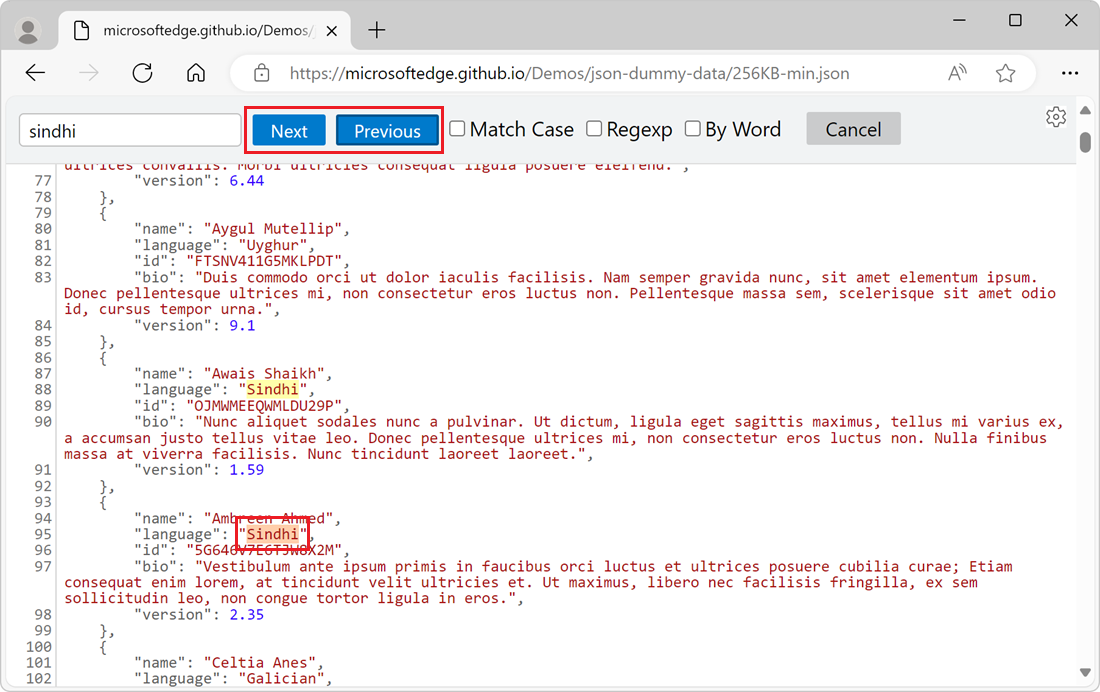 microsoftedge.github.io/Demos/
https://microsoftedge.github.io/Demos/json-dummy-data/256KB-min.json
sindhi Next Previous Match Case Regexp By Word Cancel
ultrices convallis. Morbi ultricies consequat ligula posuere eleifend.",
77 "version": 6.44
78 },
79 {
80 "name": "Aygul Mutellip",
81 "language": "Uyghur",
82 "id": "FTSNV411G5MKLPDT",
83 "bio": "Duis commodo orci ut dolor iaculis facilisis. Nam semper gravida nunc, sit amet elementum ipsum.
Donec pellentesque ultrices mi, non consectetur eros luctus non. Pellentesque massa sem, scelerisque sit amet odio
id, cursus tempor urna.",
84 "version": 9.1
85 },
86 {
87 "name": "Awais Shaikh",
88 "language": "Sindhi",
89 "id": "OJMWMEEQWMLDU29P",
90 "bio": "Nunc aliquet sodales nunc a pulvinar. Ut dictum, ligula eget sagittis maximus, tellus mi varius ex,
a accumsan justo tellus vitae leo. Donec pellentesque ultrices mi, non consectetur eros luctus non. Nulla finibus
massa at viverra facilisis. Nunc tincidunt laoreet laoreet.",
91 "version": 1.59
92 },
93 {
94 "name": "Ambreen Ahmed",
95 "language": "Sindhi",
96 "id":
97 "bio": "Vestibulum ante ipsum primis in faucibus orci luctus et ultrices posuere cubilia curae; Etiam
consequat enim lorem, at tincidunt velit ultricies et. Ut maximus, libero nec facilisis fringilla, ex sem
sollicitudin leo, non congue tortor ligula in eros.",
98 "version": 2.35
99 },
100 {
101 "name": "Celtia Anes",
102 "language": "Galician",